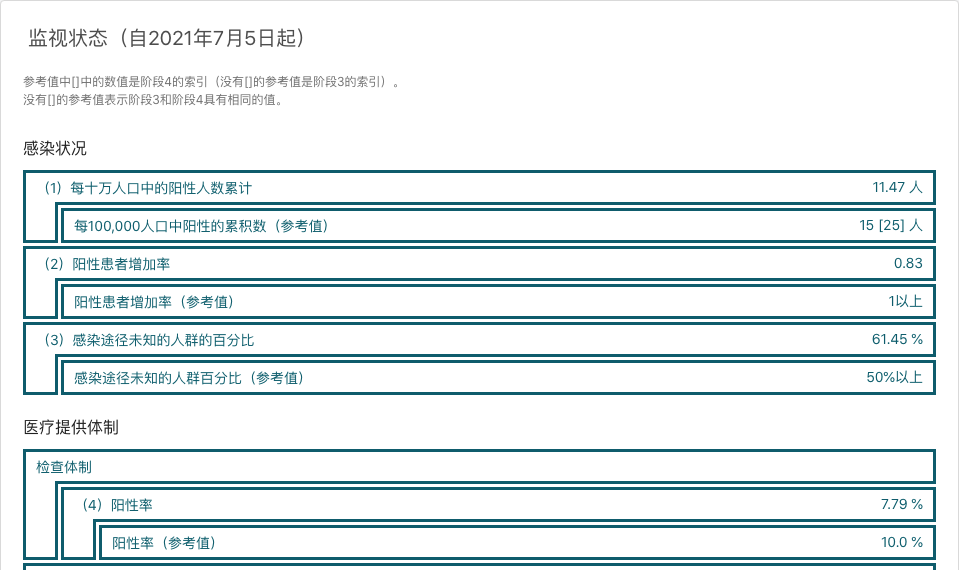 监视状态（自2021年7月5日起）
参考值中[]中的数值是阶段4的索引（没有[]的参考值是阶段3的索引）。
没有[]的参考值表示阶段3和阶段4具有相同的值。
感染状况
（1）每十万人口中的阳性人数累计 11.47 人
每100,000人口中阳性的累积数（参考值） 15 [25] 人
（2）阳性患者增加率 0.83
阳性患者增加率（参考值） 1以上
（3）感染途径未知的人群的百分比 61.45 %
感染途径未知的人群百分比（参考值） 50%以上
医疗提供体制
检查体制
（4）阳性率 7.79 %
阳性率（参考值） 10.0 %